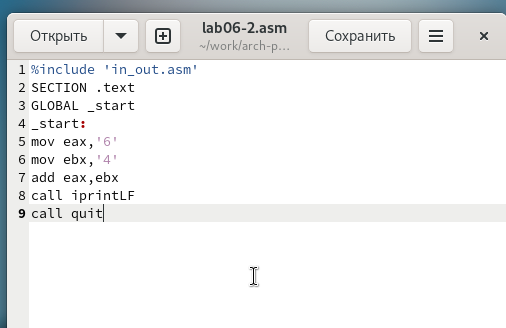 Открыть
lab06-2.asm
~/work/arch-p…
Сохранить
1 %include 'in_out.asm'
2 SECTION .text
3 GLOBAL _start
4 _start:
5 mov eax,'6'
6 mov ebx,'4'
7 add eax,ebx
8 call iprintLF
9 call quit